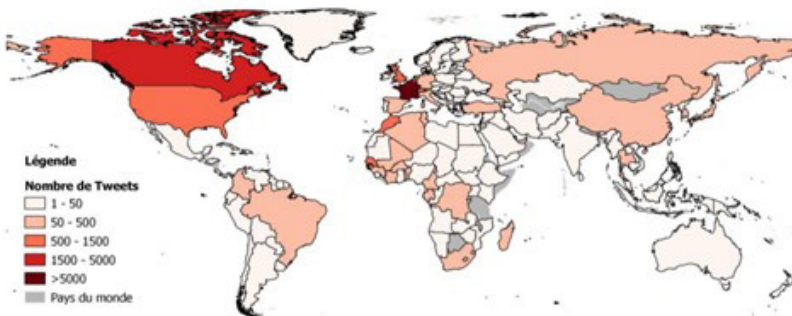 Légende
Nombre de Tweets
1 - 50
50 - 500
500 - 1500
1500 - 5000
>5000
Pays du monde